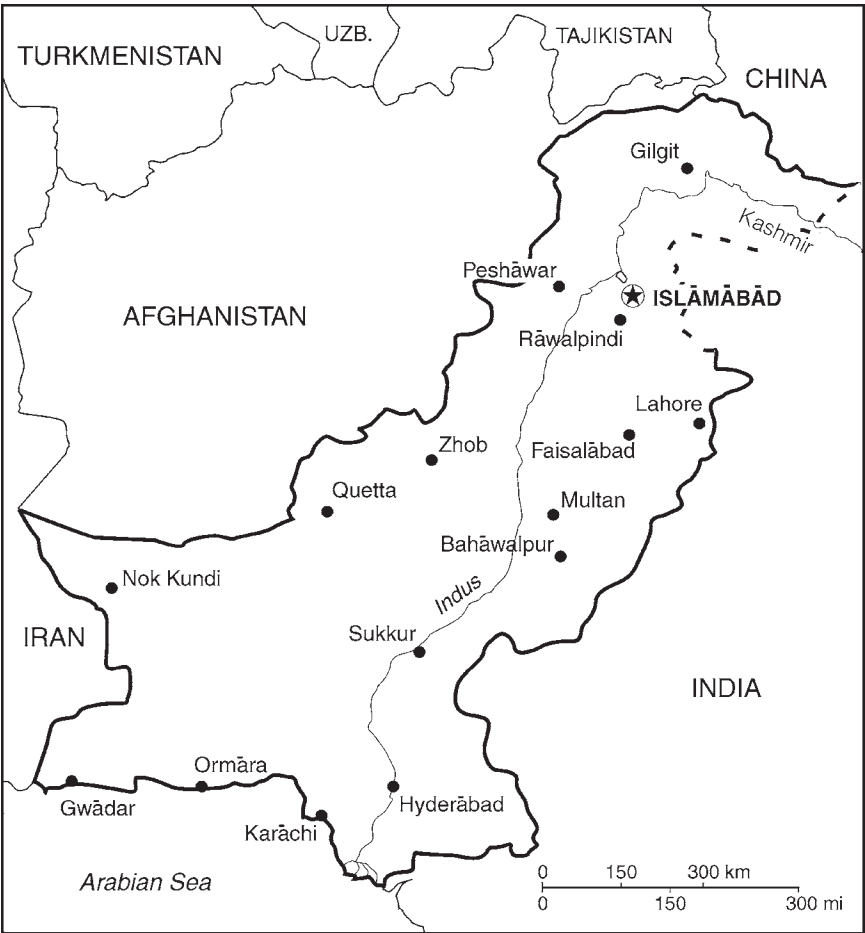 UZB.
TURKMENISTAN
TAJIKISTAN
CHINA
Gilgit
Kashmir
Peshāwar
ISLĀMĀBĀD
AFGHANISTAN
Rāwalpindi
Lahore
Zhob
Faisalābād
Quetta
Multan
Bahāwalpur
Nok Kundi
Indus
IRAN
Sukkur
INDIA
Ormāra
Gwādar
Hyderābad
Karāchi
Arabian Sea
0 150 300 km
0 150 300 mi